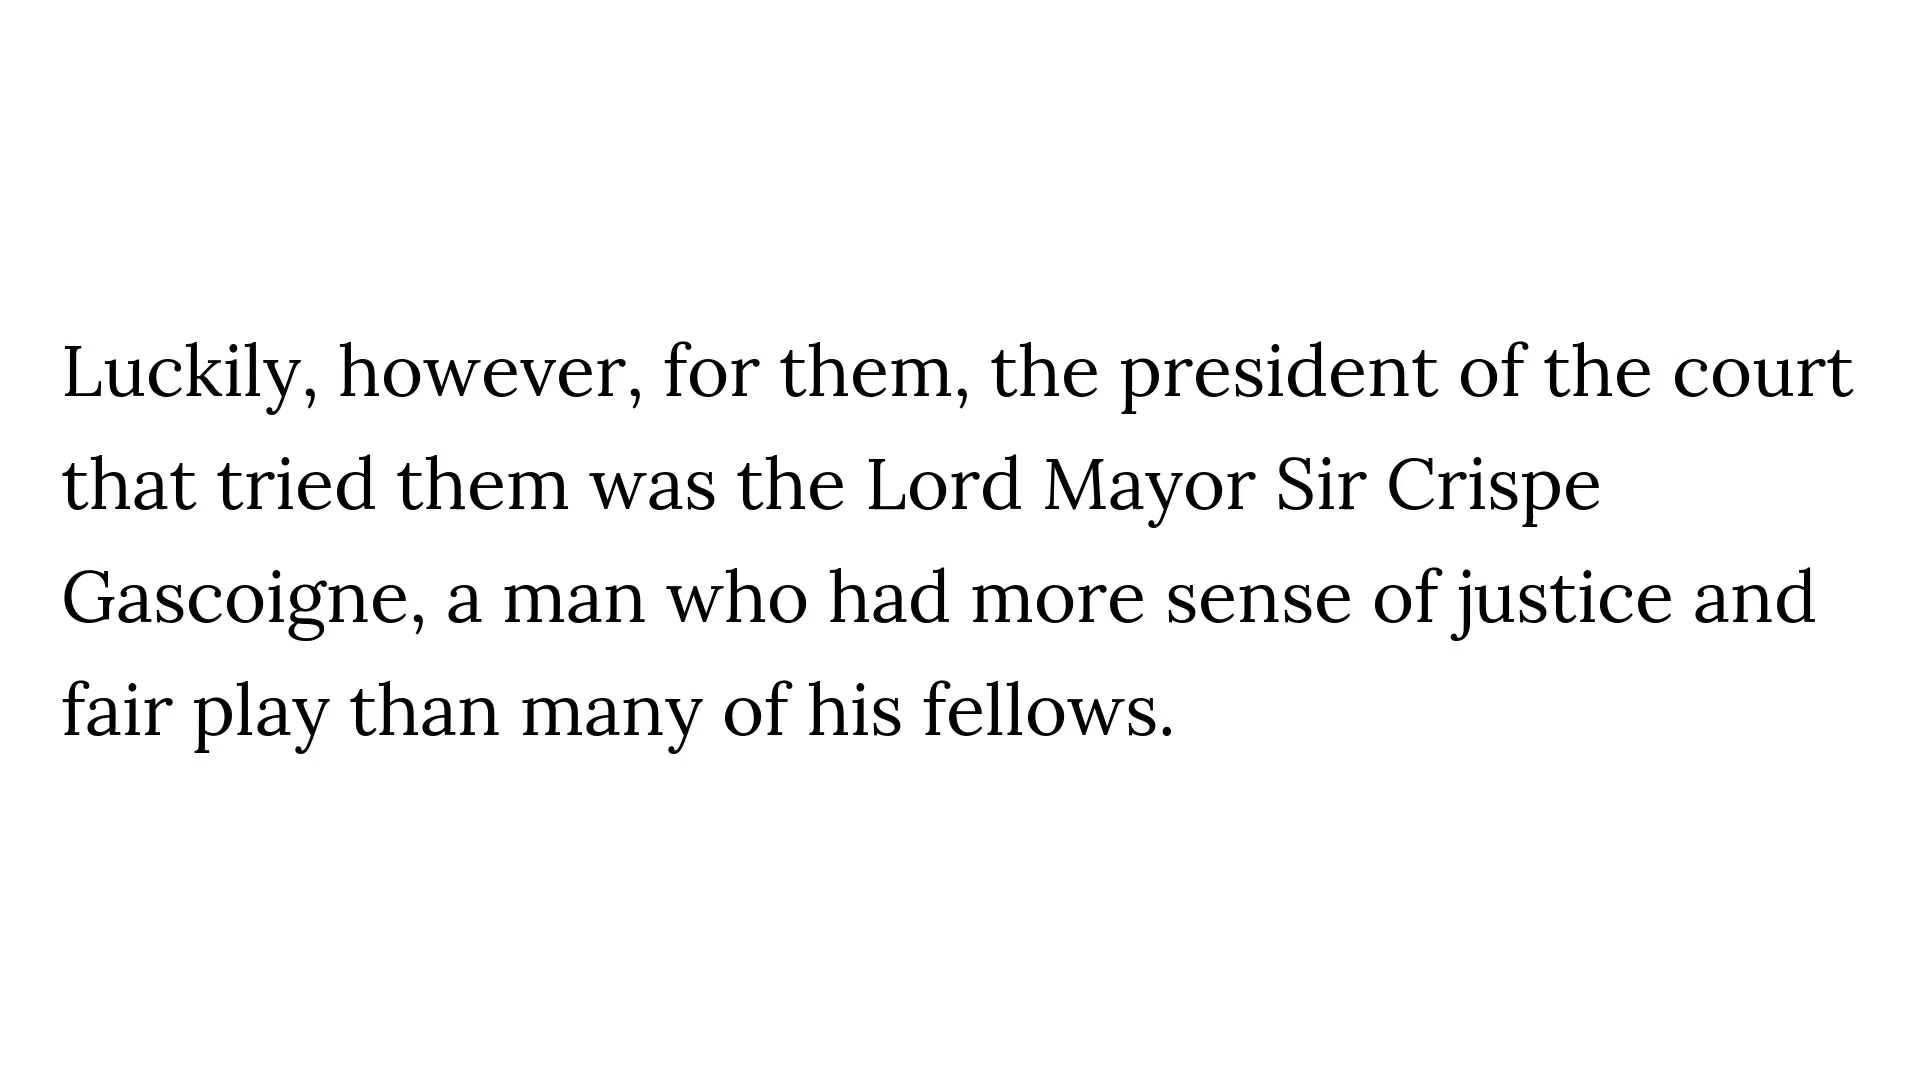 Luckily, however, for them, the president of the court
that tried them was the Lord Mayor Sir Crispe
Gascoigne, a man who had more sense of justice and
fair play than many of his fellows.